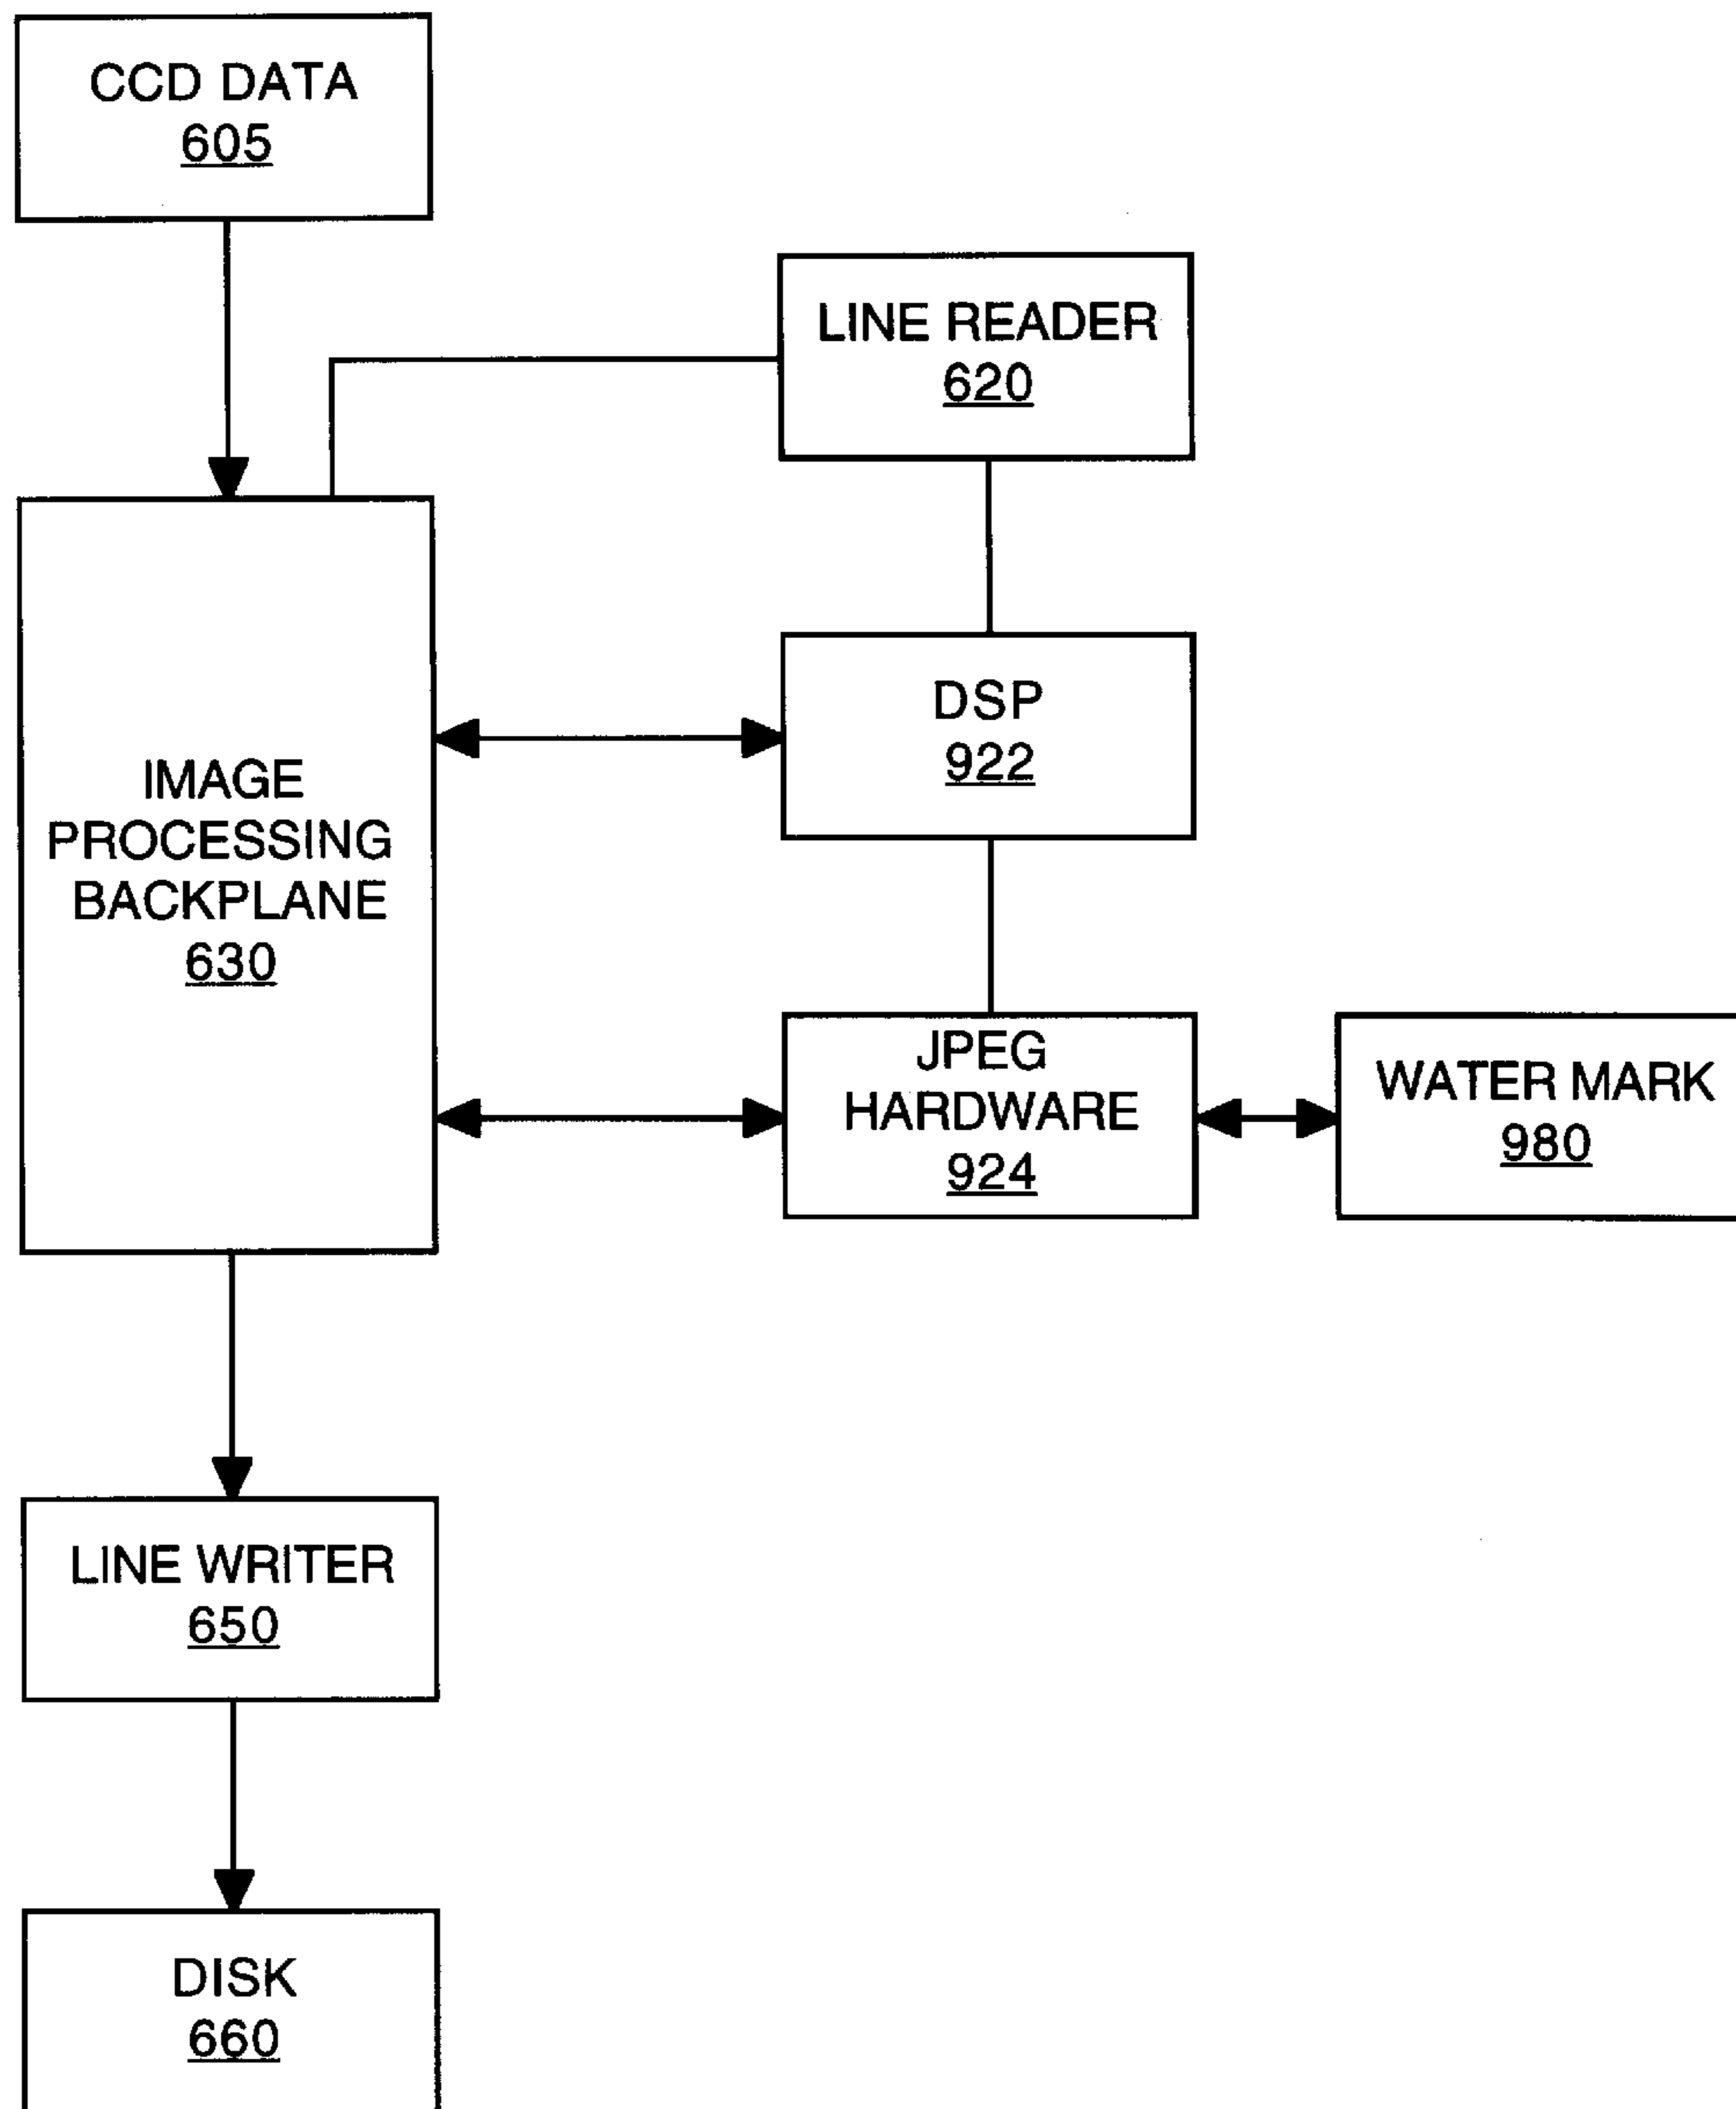 CCD DATA
605
LINE READER
620
DSP
922
IMAGE
PROCESSING
BACKPLANE
630
JPEG
HARDWARE
924
WATER MARK
980
LINE WRITER
650
DISK
660